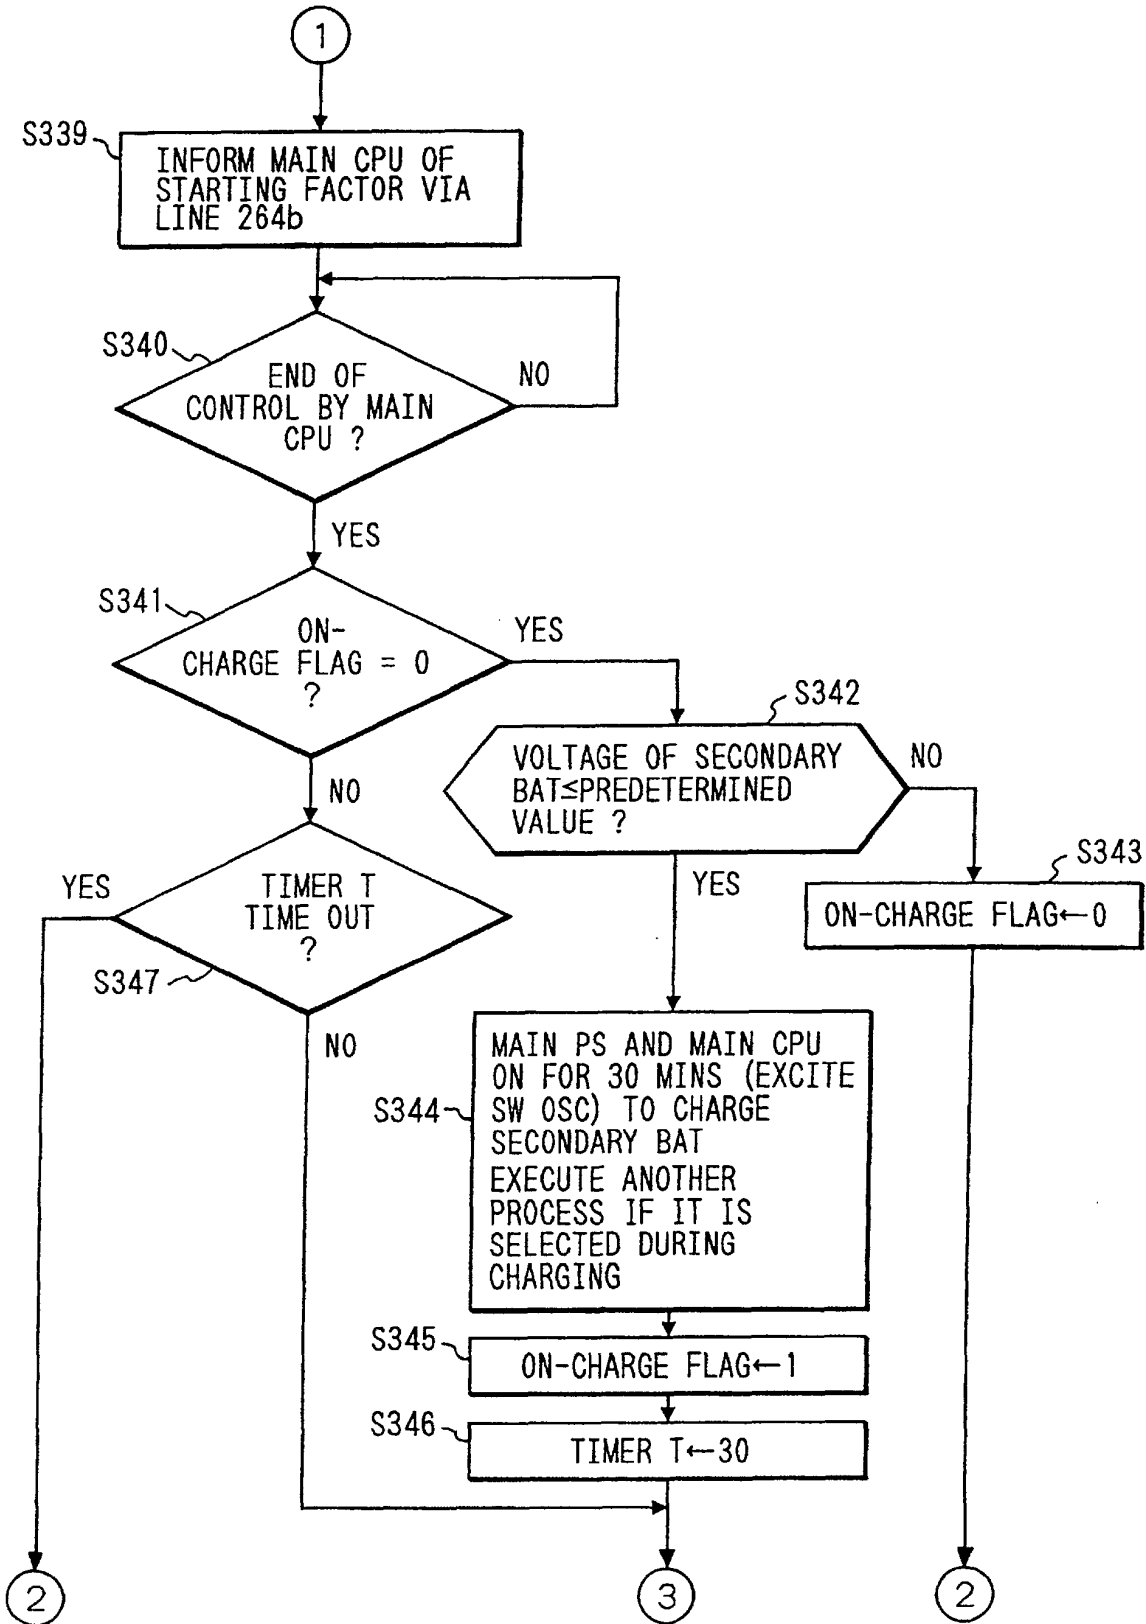 1
S339
INFORM MAIN CPU OF
STARTING FACTOR VIA
LINE 264b
S340
END OF
CONTROL BY MAIN
CPU ?
NO
YES
S341
ON-
CHARGE FLAG = 0
?
YES
NO
S342
VOLTAGE OF SECONDARY
BAT≤PREDETERMINED
VALUE ?
NO
YES
S343
ON-CHARGE FLAG←0
YES
TIMER T
TIME OUT
?
S347
NO
S344
MAIN PS AND MAIN CPU
ON FOR 30 MINS (EXCITE
SW OSC) TO CHARGE
SECONDARY BAT
EXECUTE ANOTHER
PROCESS IF IT IS
SELECTED DURING
CHARGING
S345
ON-CHARGE FLAG←1
S346
TIMER T←30
2
3
2